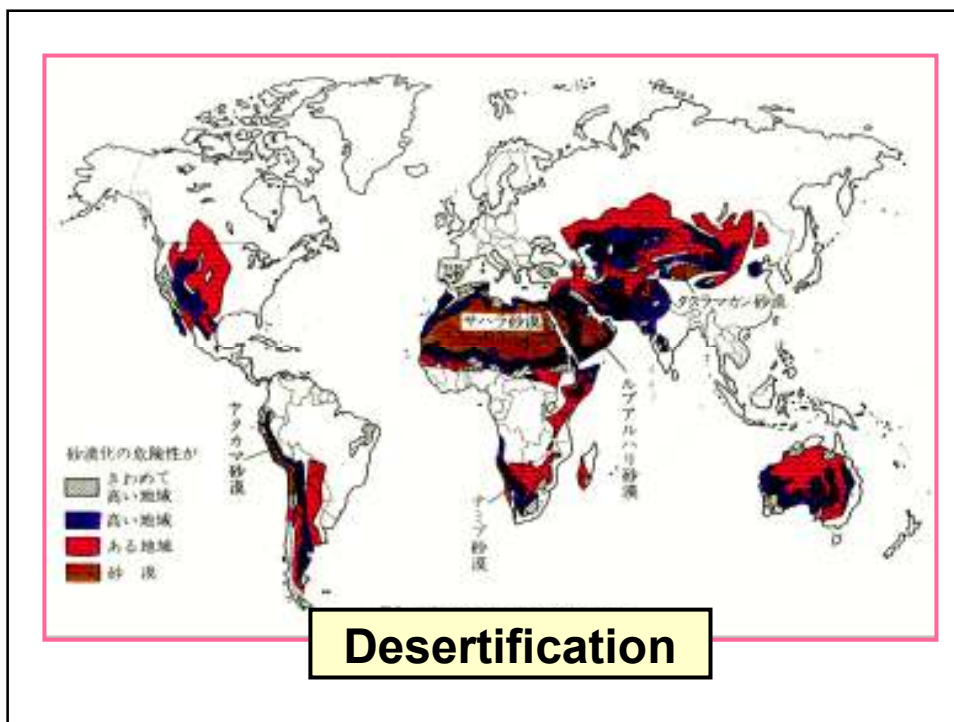 サハラ砂漠
タクラマカン砂漠
ルブアルハリ砂漠
アタカマ砂漠
ナミブ砂漠
砂漠化の危険性が
きわめて
高い地域
高い地域
ある地域
砂 漠
Desertification